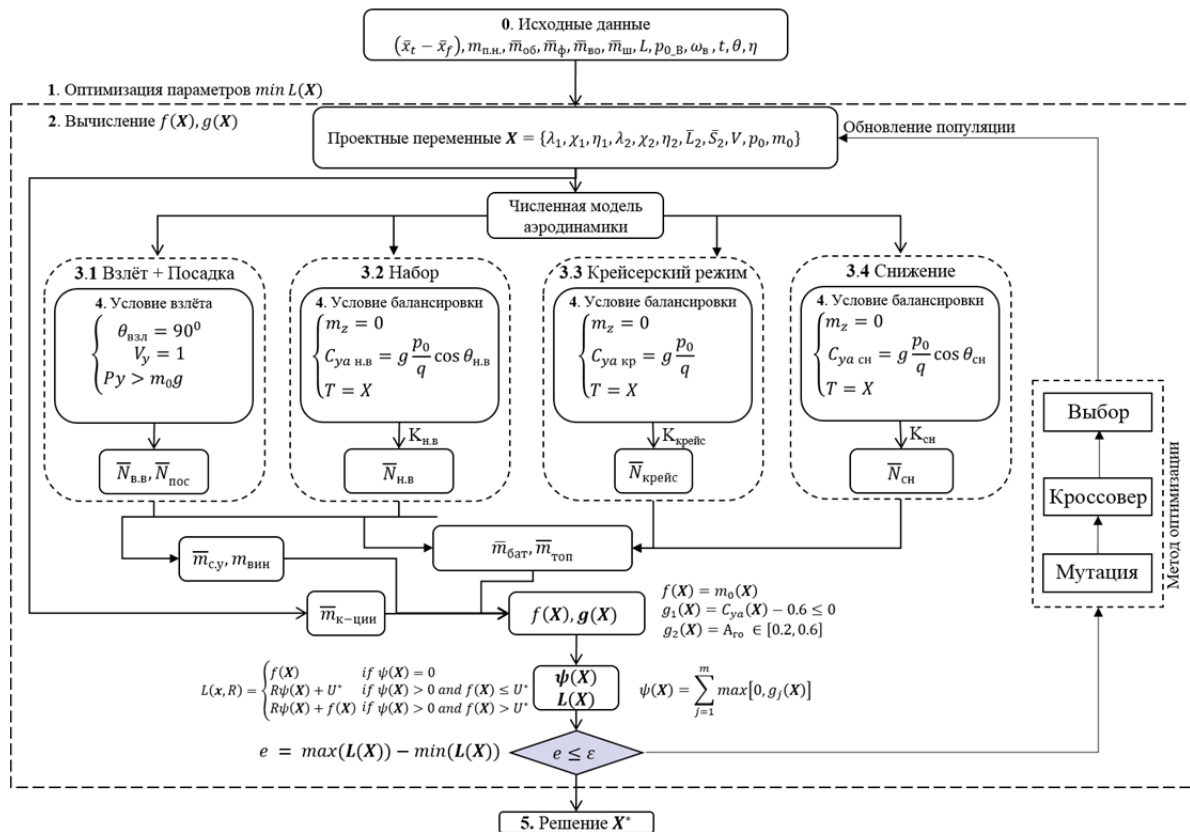 0. Исходные данные
(x̄_t − x̄_f), m_п.н., m̅_об, m̅_ф, m̅_во, m̅_ш, L, p_0_В, ω_в, t, θ, η
1. Оптимизация параметров min L(X)
2. Вычисление f(X), g(X)
Проектные переменные X = {λ_1, χ_1, η_1, λ_2, χ_2, η_2, L̅_2, S̅_2, V, p_0, m_0}
Обновление популяции
Численная модель
аэродинамики
3.1 Взлёт + Посадка
4. Условие взлёта
θ_взл = 90⁰
V_y = 1
Py > m_0g
N̅_в.в, N̅_пос
3.2 Набор
4. Условие балансировки
m_z = 0
C_ya н.в = g p_0/q cos θ_н.в
T = X
K_н.в
N̅_н.в
3.3 Крейсерский режим
4. Условие балансировки
m_z = 0
C_ya кр = g p_0/q
T = X
K_крейс
N̅_крейс
3.4 Снижение
4. Условие балансировки
m_z = 0
C_ya сн = g p_0/q cos θ_сн
T = X
K_сн
N̅_сн
Выбор
Кроссовер
Мутация
Метод оптимизации
m̅_с.у, m_вин
m̅_бат, m̅_топ
m̅_к−ции
f(X), g(X)
f(X) = m_0(X)
g_1(X) = C_ya(X) − 0.6 ≤ 0
g_2(X) = A_го ∈ [0.2, 0.6]
L(x, R) =
f(X) if ψ(X) = 0
Rψ(X) + U* if ψ(X) > 0 and f(X) ≤ U*
Rψ(X) + f(X) if ψ(X) > 0 and f(X) > U*
ψ(X)
L(X)
ψ(X) = ∑_{j=1}^{m} max[0, g_j(X)]
e = max(L(X)) − min(L(X))
e ≤ ε
5. Решение X*